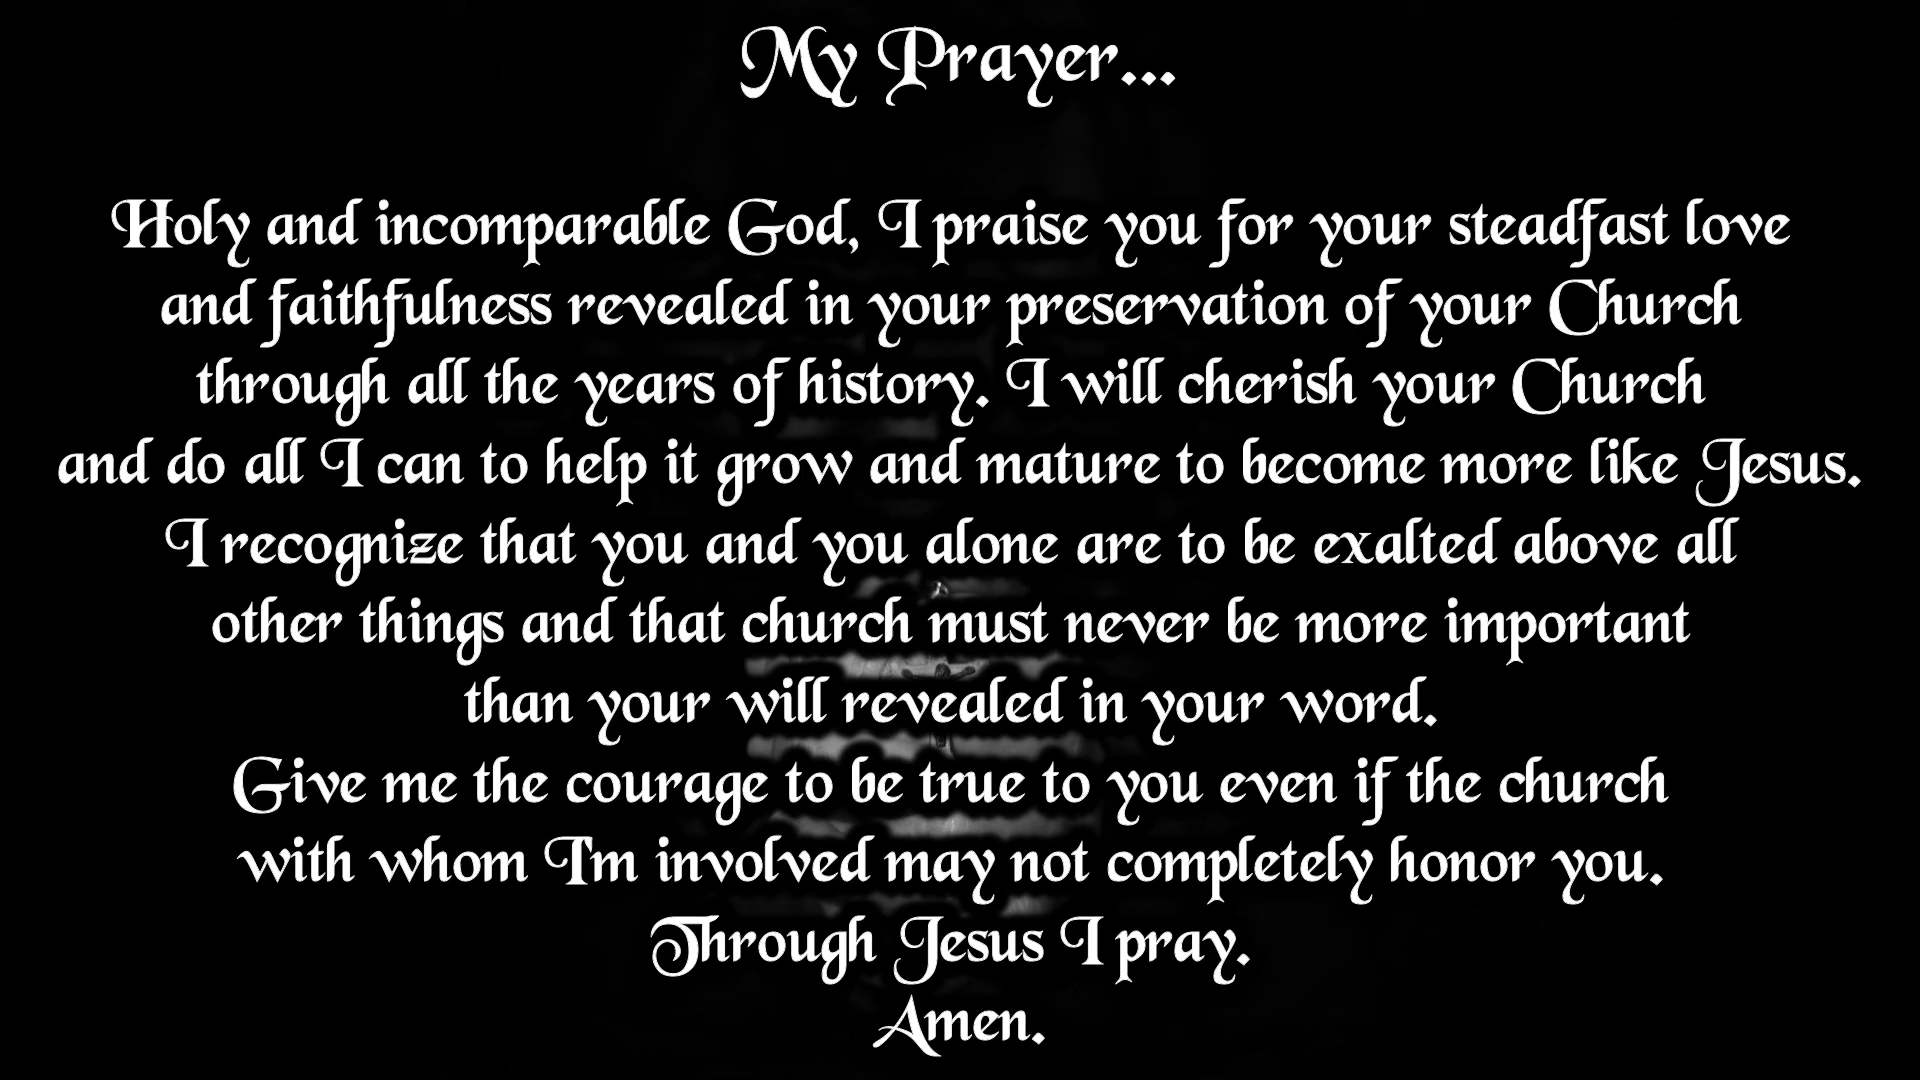 My Prayer...
Holy and incomparable God, I praise you for your steadfast love
and faithfulness revealed in your preservation of your Church
through all the years of history. I will cherish your Church
and do all I can to help it grow and mature to become more like Jesus.
I recognize that you and you alone are to be exalted above all
other things and that church must never be more important
than your will revealed in your word.
Give me the courage to be true to you even if the church
with whom I'm involved may not completely honor you.
Through Jesus I pray.
Amen.